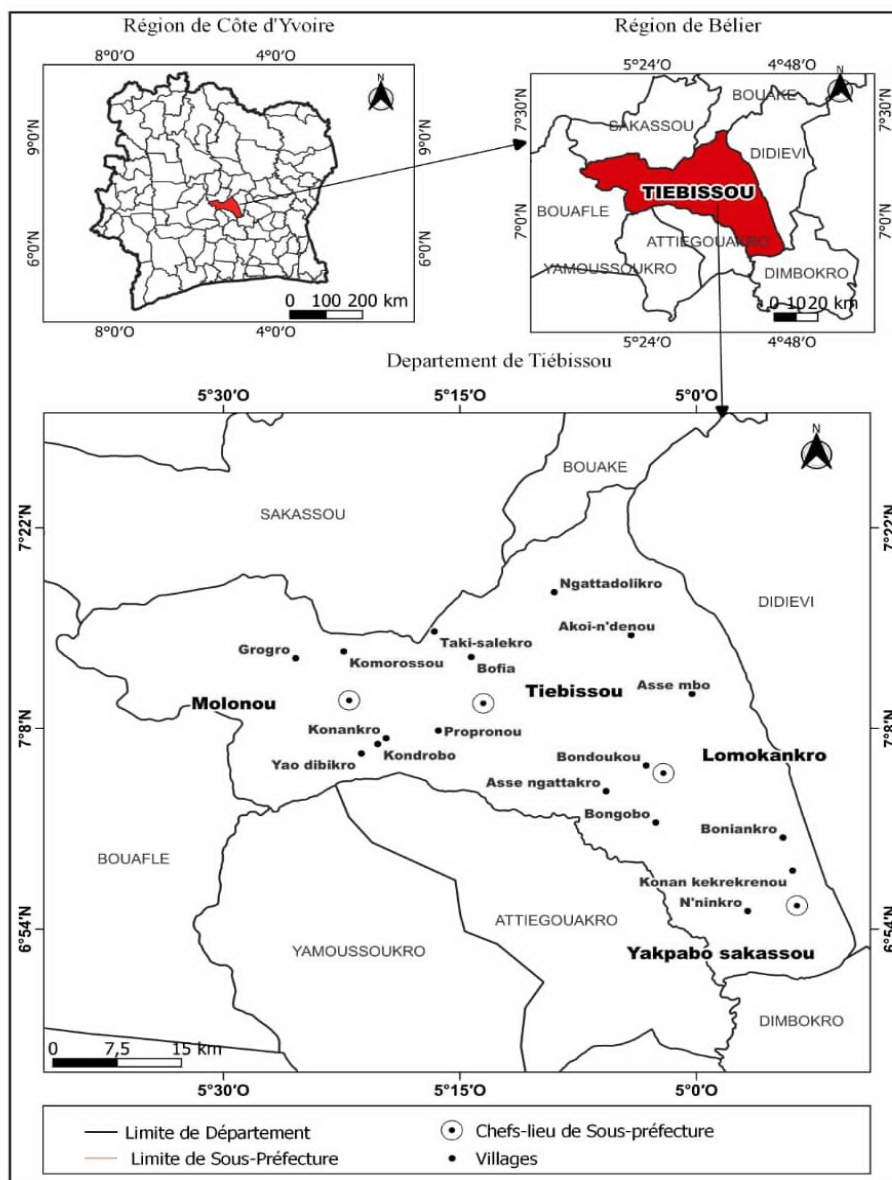 Région de Côte d'Yvoire
8°0'O 4°0'O
N
9°0'N 9°0'N
6°0'N 6°0'N
0 100 200 km
8°0'O 4°0'O
Région de Bélier
5°24'O 4°48'O
N
BOUAKE
7°30'N 7°30'N
SAKASSOU
DIDIEVI
TIEBISSOU
BOUAFLE
7°0'N 7°0'N
ATTIEGOUAKRO
YAMOUSSOUKRO
DIMBOKRO
0 10 20 km
5°24'O 4°48'O
Departement de Tiébissou
5°30'O 5°15'O 5°0'O
N
BOUAKE
SAKASSOU
7°22'N 7°22'N
Ngattadolikro
DIDIEVI
Akoi-n'denou
Taki-salekro
Grogro
Komorossou
Bofia
Asse mbo
Tiebissou
Molonou
Konankro
Propronou
7°8'N 7°8'N
Kondrobo
Yao dibikro
Bondoukou
Lomokankro
Asse ngattakro
Bongobo
Boniankro
BOUAFLE
Konan kekrekrenou
N'ninkro
ATTIEGOUAKRO
6°54'N 6°54'N
YAMOUSSOUKRO
Yakpabo sakassou
DIMBOKRO
0 7,5 15 km
5°30'O 5°15'O 5°0'O
Limite de Département
Chefs-lieu de Sous-préfecture
Limite de Sous-Préfecture
Villages